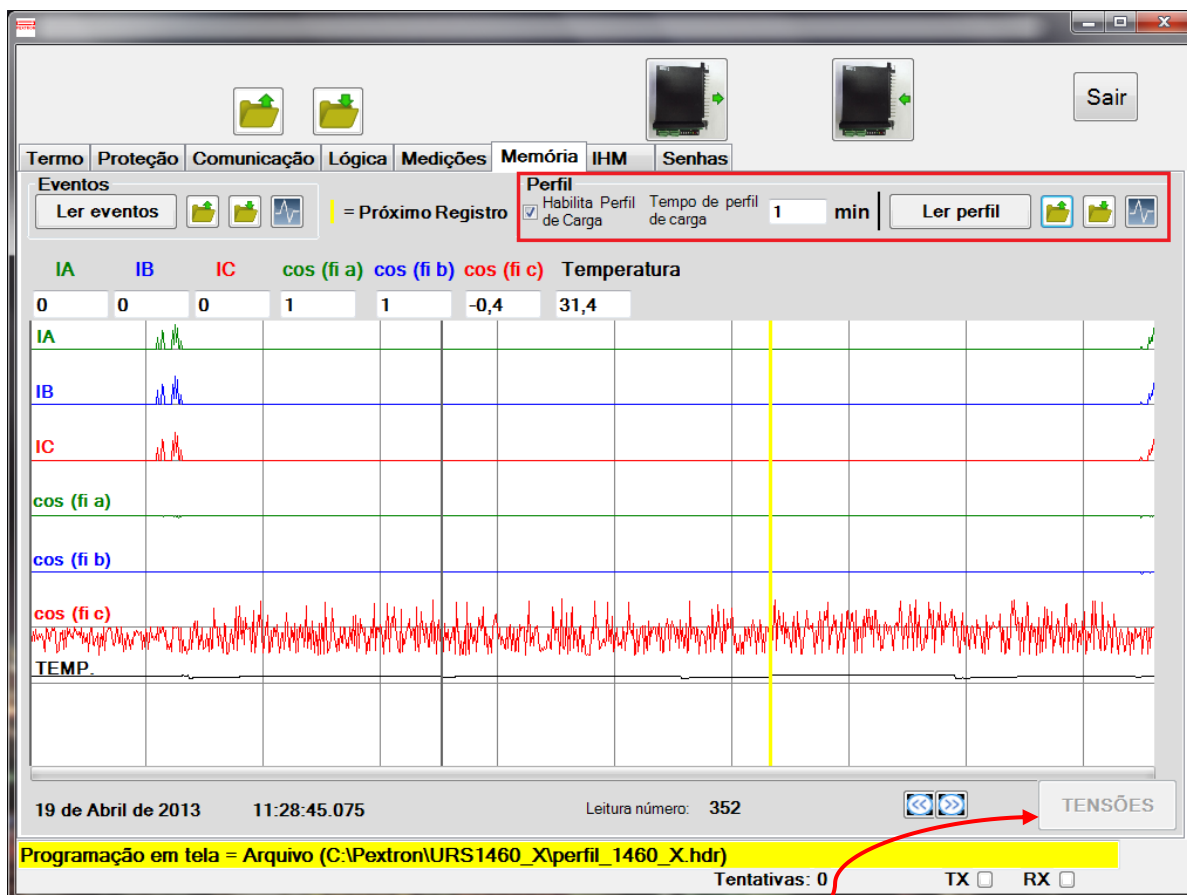 Sair
Termo Proteção Comunicação Lógica Medições Memória IHM Senhas
Eventos
Ler eventos
= Próximo Registro
Perfil
Habilita Perfil de Carga
Tempo de perfil de carga
1 min
Ler perfil
IA IB IC cos (fi a) cos (fi b) cos (fi c) Temperatura
0 0 0 1 1 -0,4 31,4
IA
IB
IC
cos (fi a)
cos (fi b)
cos (fi c)
TEMP.
19 de Abril de 2013 11:28:45.075 Leitura número: 352 TENSÕES
Programação em tela = Arquivo (C:\Pextron\URS1460_X\perfil_1460_X.hdr)
Tentativas: 0 TX RX